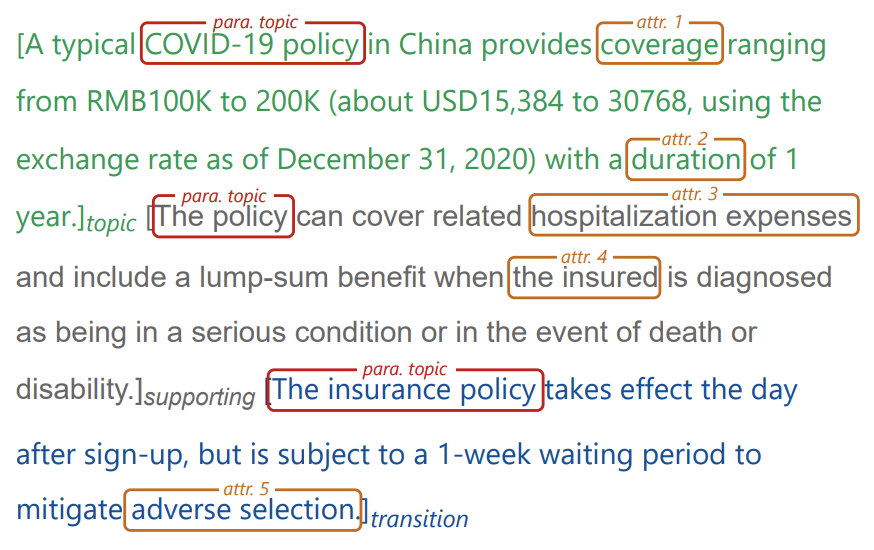 para. topic attr. 1
[A typical COVID-19 policy in China provides coverage ranging
from RMB100K to 200K (about USD15,384 to 30768, using the
attr. 2
exchange rate as of December 31, 2020) with a duration of 1
para. topic attr. 3
year.]topic [The policy can cover related hospitalization expenses
attr. 4
and include a lump-sum benefit when the insured is diagnosed
as being in a serious condition or in the event of death or
para. topic
disability.]supporting [The insurance policy takes effect the day
after sign-up, but is subject to a 1-week waiting period to
attr. 5
mitigate adverse selection.]transition